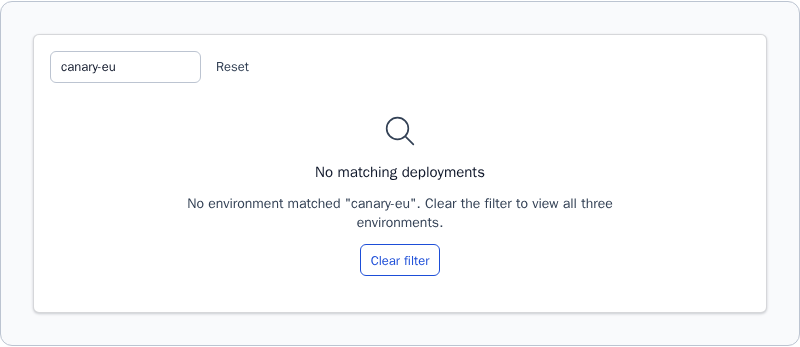 canary-eu
Reset
No matching deployments
No environment matched "canary-eu". Clear the filter to view all three
environments.
Clear filter